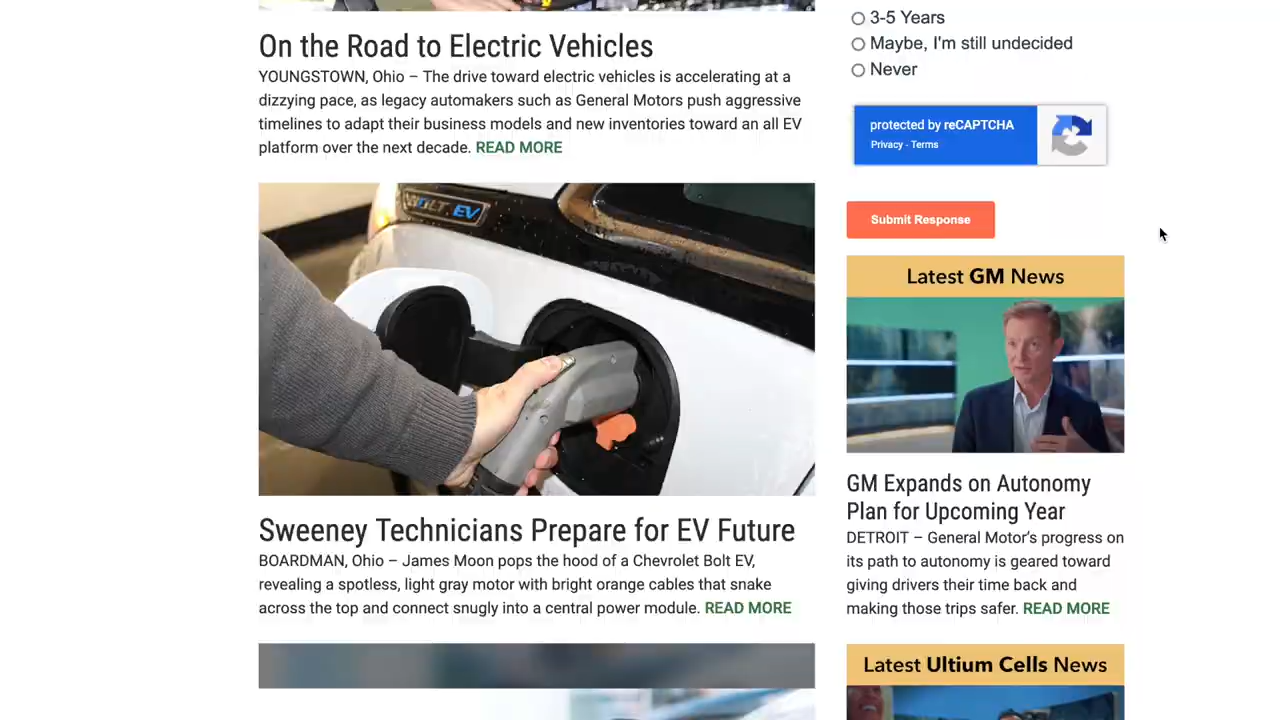 On the Road to Electric Vehicles
YOUNGSTOWN, Ohio – The drive toward electric vehicles is accelerating at a
dizzying pace, as legacy automakers such as General Motors push aggressive
timelines to adapt their business models and new inventories toward an all EV
platform over the next decade. READ MORE
BOLT EV
Sweeney Technicians Prepare for EV Future
BOARDMAN, Ohio – James Moon pops the hood of a Chevrolet Bolt EV,
revealing a spotless, light gray motor with bright orange cables that snake
across the top and connect snugly into a central power module. READ MORE
3-5 Years
Maybe, I'm still undecided
Never
protected by reCAPTCHA
Privacy - Terms
Submit Response
Latest GM News
GM Expands on Autonomy
Plan for Upcoming Year
DETROIT – General Motor’s progress on
its path to autonomy is geared toward
giving drivers their time back and
making those trips safer. READ MORE
Latest Ultium Cells News